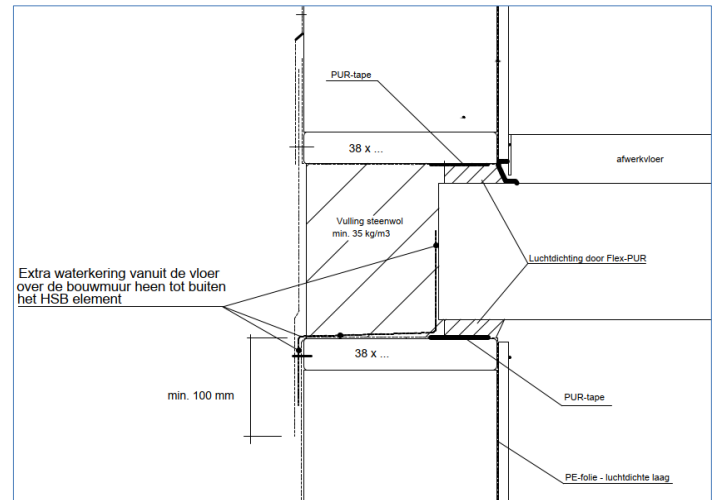 PUR-tape
38 x ...
afwerkvloer
Vulling steenwol
min. 35 kg/m3
Luchtdichting door Flex-PUR
Extra waterkering vanuit de vloer
over de bouwmuur heen tot buiten
het HSB element
38 x ...
min. 100 mm
PUR-tape
PE-folie - luchtdichte laag